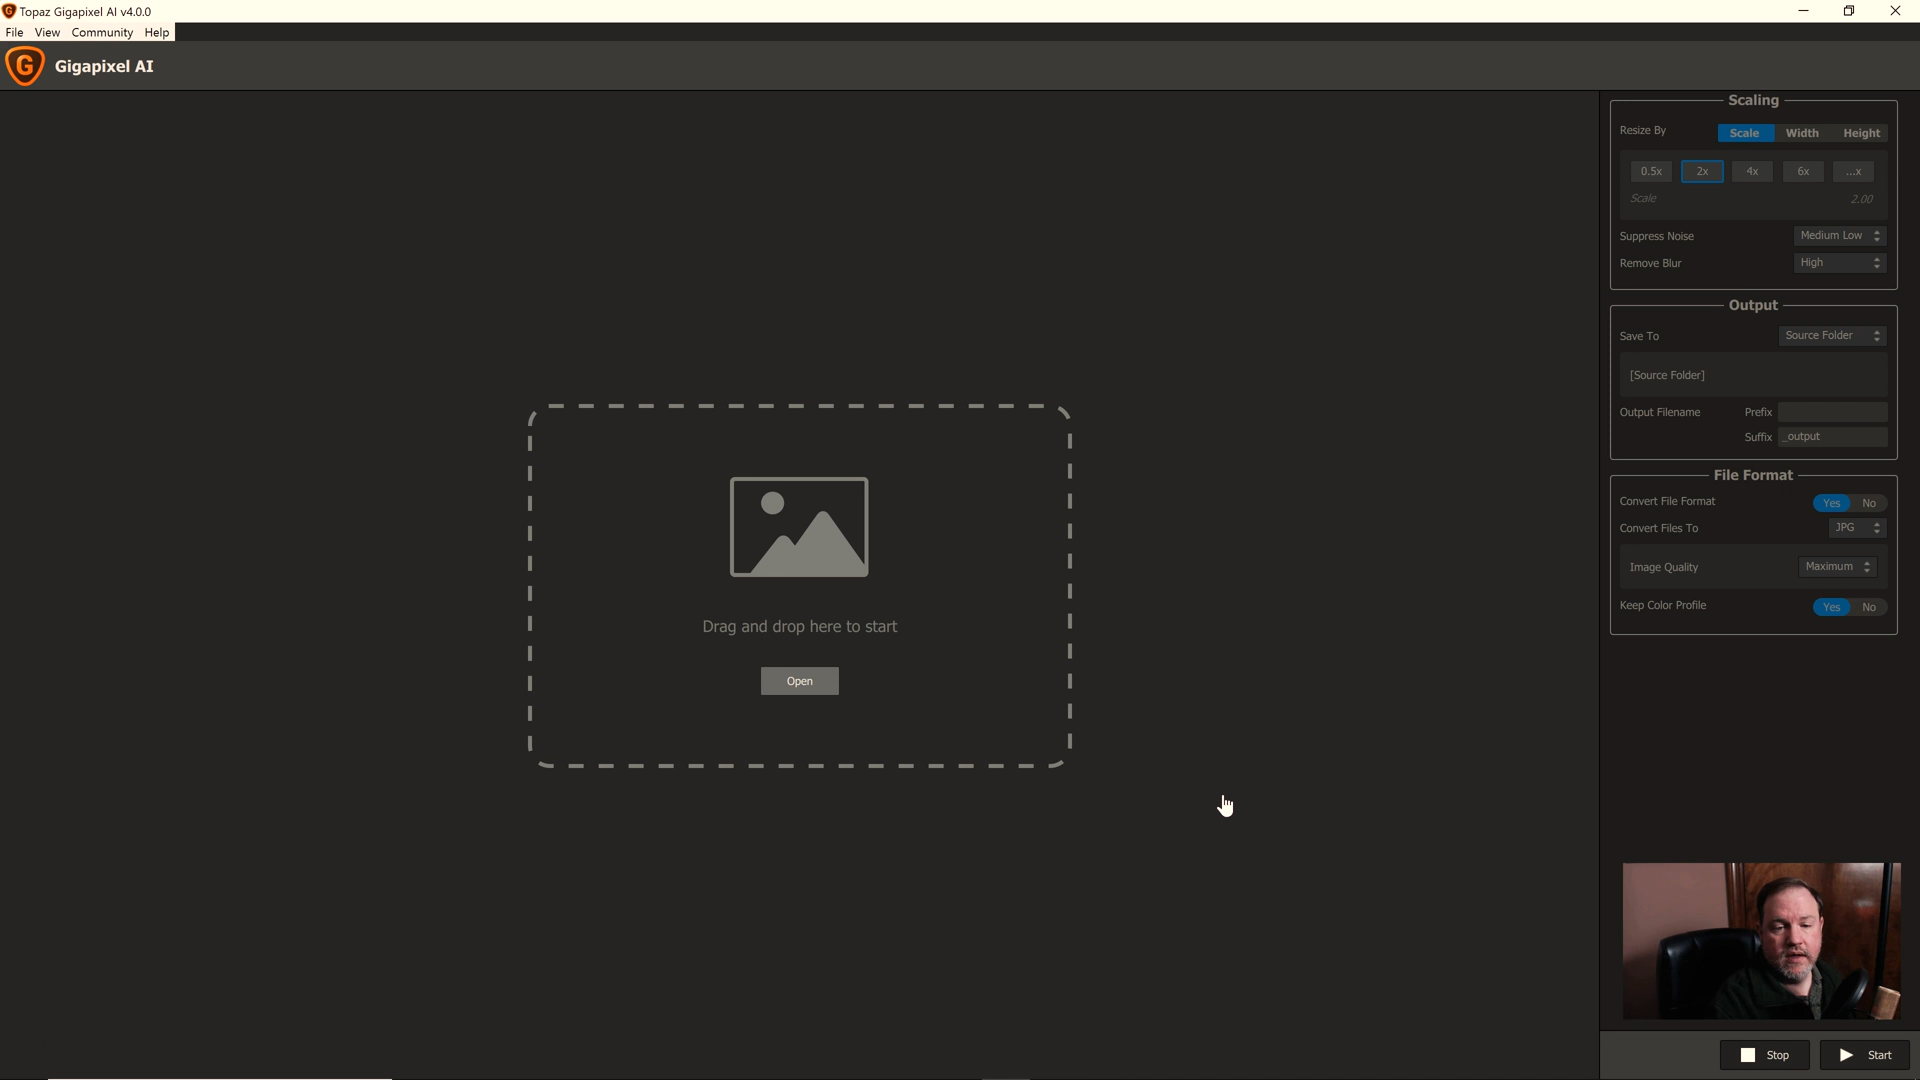 Topaz Gigapixel AI v4.0.0
File View Community Help
G Gigapixel AI
Scaling
Resize By Scale Width Height
0.5x 2x 4x 6x ...x
Scale 2.00
Suppress Noise Medium Low
Remove Blur High
Output
Save To Source Folder
[Source Folder]
Output Filename Prefix
Suffix _output
File Format
Convert File Format Yes No
Convert Files To JPG
Image Quality Maximum
Keep Color Profile Yes No
Drag and drop here to start
Open
Stop Start